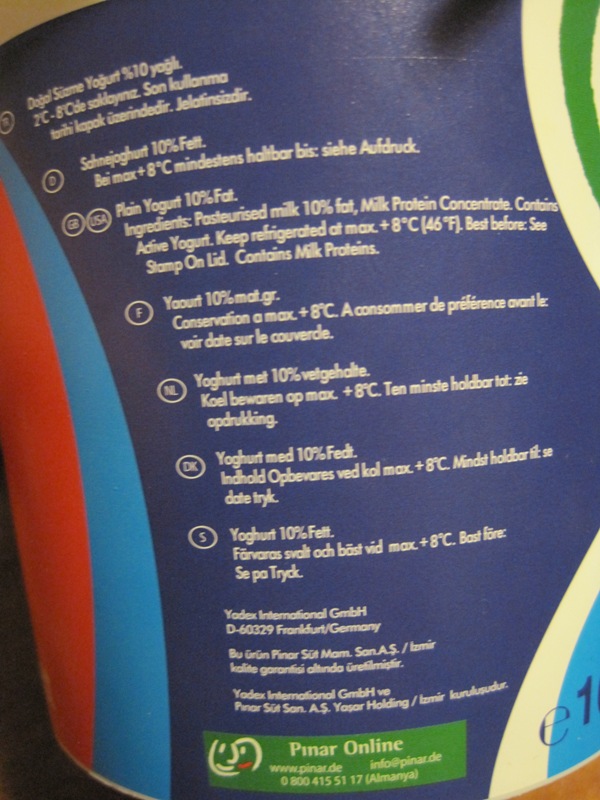 TR
Doğal Süzme Yoğurt %10 yağlı.
2°C - 8°C'de saklayınız. Son kullanma
tarihi kapak üzerindedir. Jelatinsizdir.
D
Sahnejoghurt 10% Fett.
Bei max + 8°C mindestens haltbar bis: siehe Aufdruck.
GB USA
Plain Yogurt 10% Fat.
Ingredients: Pasteurised milk 10% fat, Milk Protein Concentrate. Contains
Active Yogurt. Keep refrigerated at max. + 8°C (46 °F). Best before: See
Stamp On Lid. Contains Milk Proteins.
F
Yaourt 10% mat.gr.
Conservation a max. + 8°C. A consommer de préférence avant le:
voir date sur le couvercle.
NL
Yoghurt met 10% vetgehalte.
Koel bewaren op max. + 8°C. Ten minste holdbar tot: zie
opdrukking.
DK
Yoghurt med 10% Fedt.
Indhold Opbevares ved kol max. + 8°C. Mindst holdbar til: se
date tryk.
S
Yoghurt 10% Fett.
Färvaras svalt och bäst vid max. + 8°C. Bast före:
Se pa Tryck.
Yadex International GmbH
D-60329 Frankfurt/Germany
Bu ürün Pınar Süt Mam. San.A.Ş. / İzmir
kalite garantisi altında üretilmiştir.
Yadex International GmbH ve
Pınar Süt San. A.Ş. Yaşar Holding / İzmir kuruluşudur.
Pınar Online
www.pinar.de info@pinar.de
0 800 415 51 17 (Almanya)
e